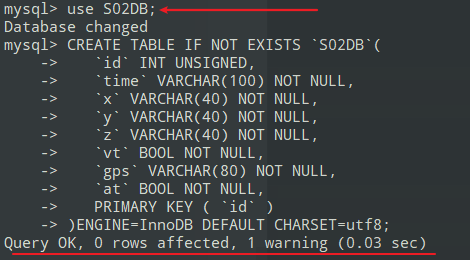 mysql> use S02DB;
Database changed
mysql> CREATE TABLE IF NOT EXISTS `S02DB`(
    ->     `id` INT UNSIGNED,
    ->     `time` VARCHAR(100) NOT NULL,
    ->     `x` VARCHAR(40) NOT NULL,
    ->     `y` VARCHAR(40) NOT NULL,
    ->     `z` VARCHAR(40) NOT NULL,
    ->     `vt` BOOL NOT NULL,
    ->     `gps` VARCHAR(80) NOT NULL,
    ->     `at` BOOL NOT NULL,
    ->     PRIMARY KEY ( `id` )
    -> )ENGINE=InnoDB DEFAULT CHARSET=utf8;
Query OK, 0 rows affected, 1 warning (0.03 sec)